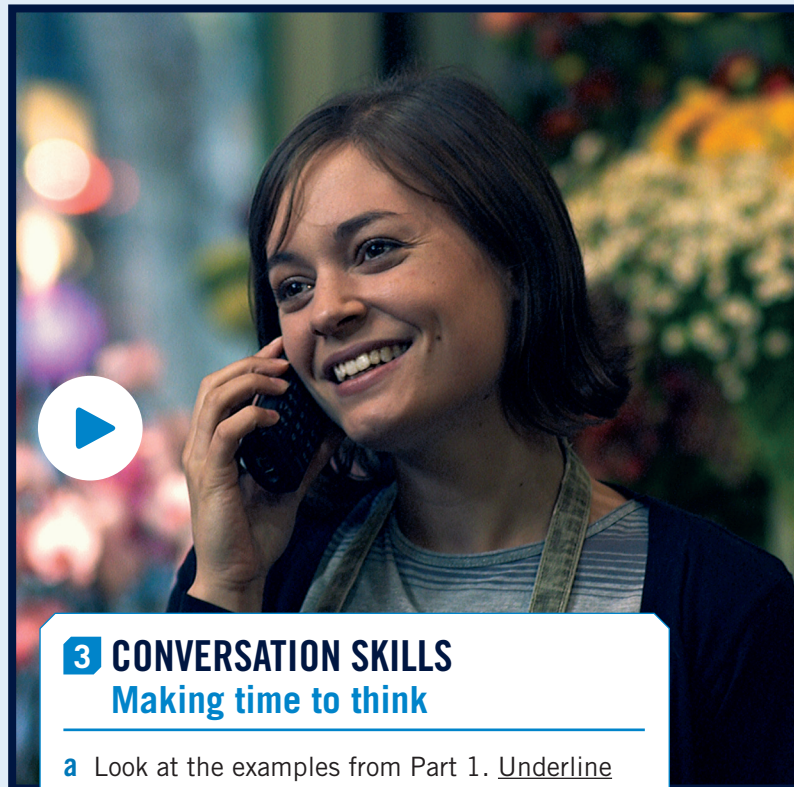 3 CONVERSATION SKILLS
Making time to think
a Look at the examples from Part 1. Underline